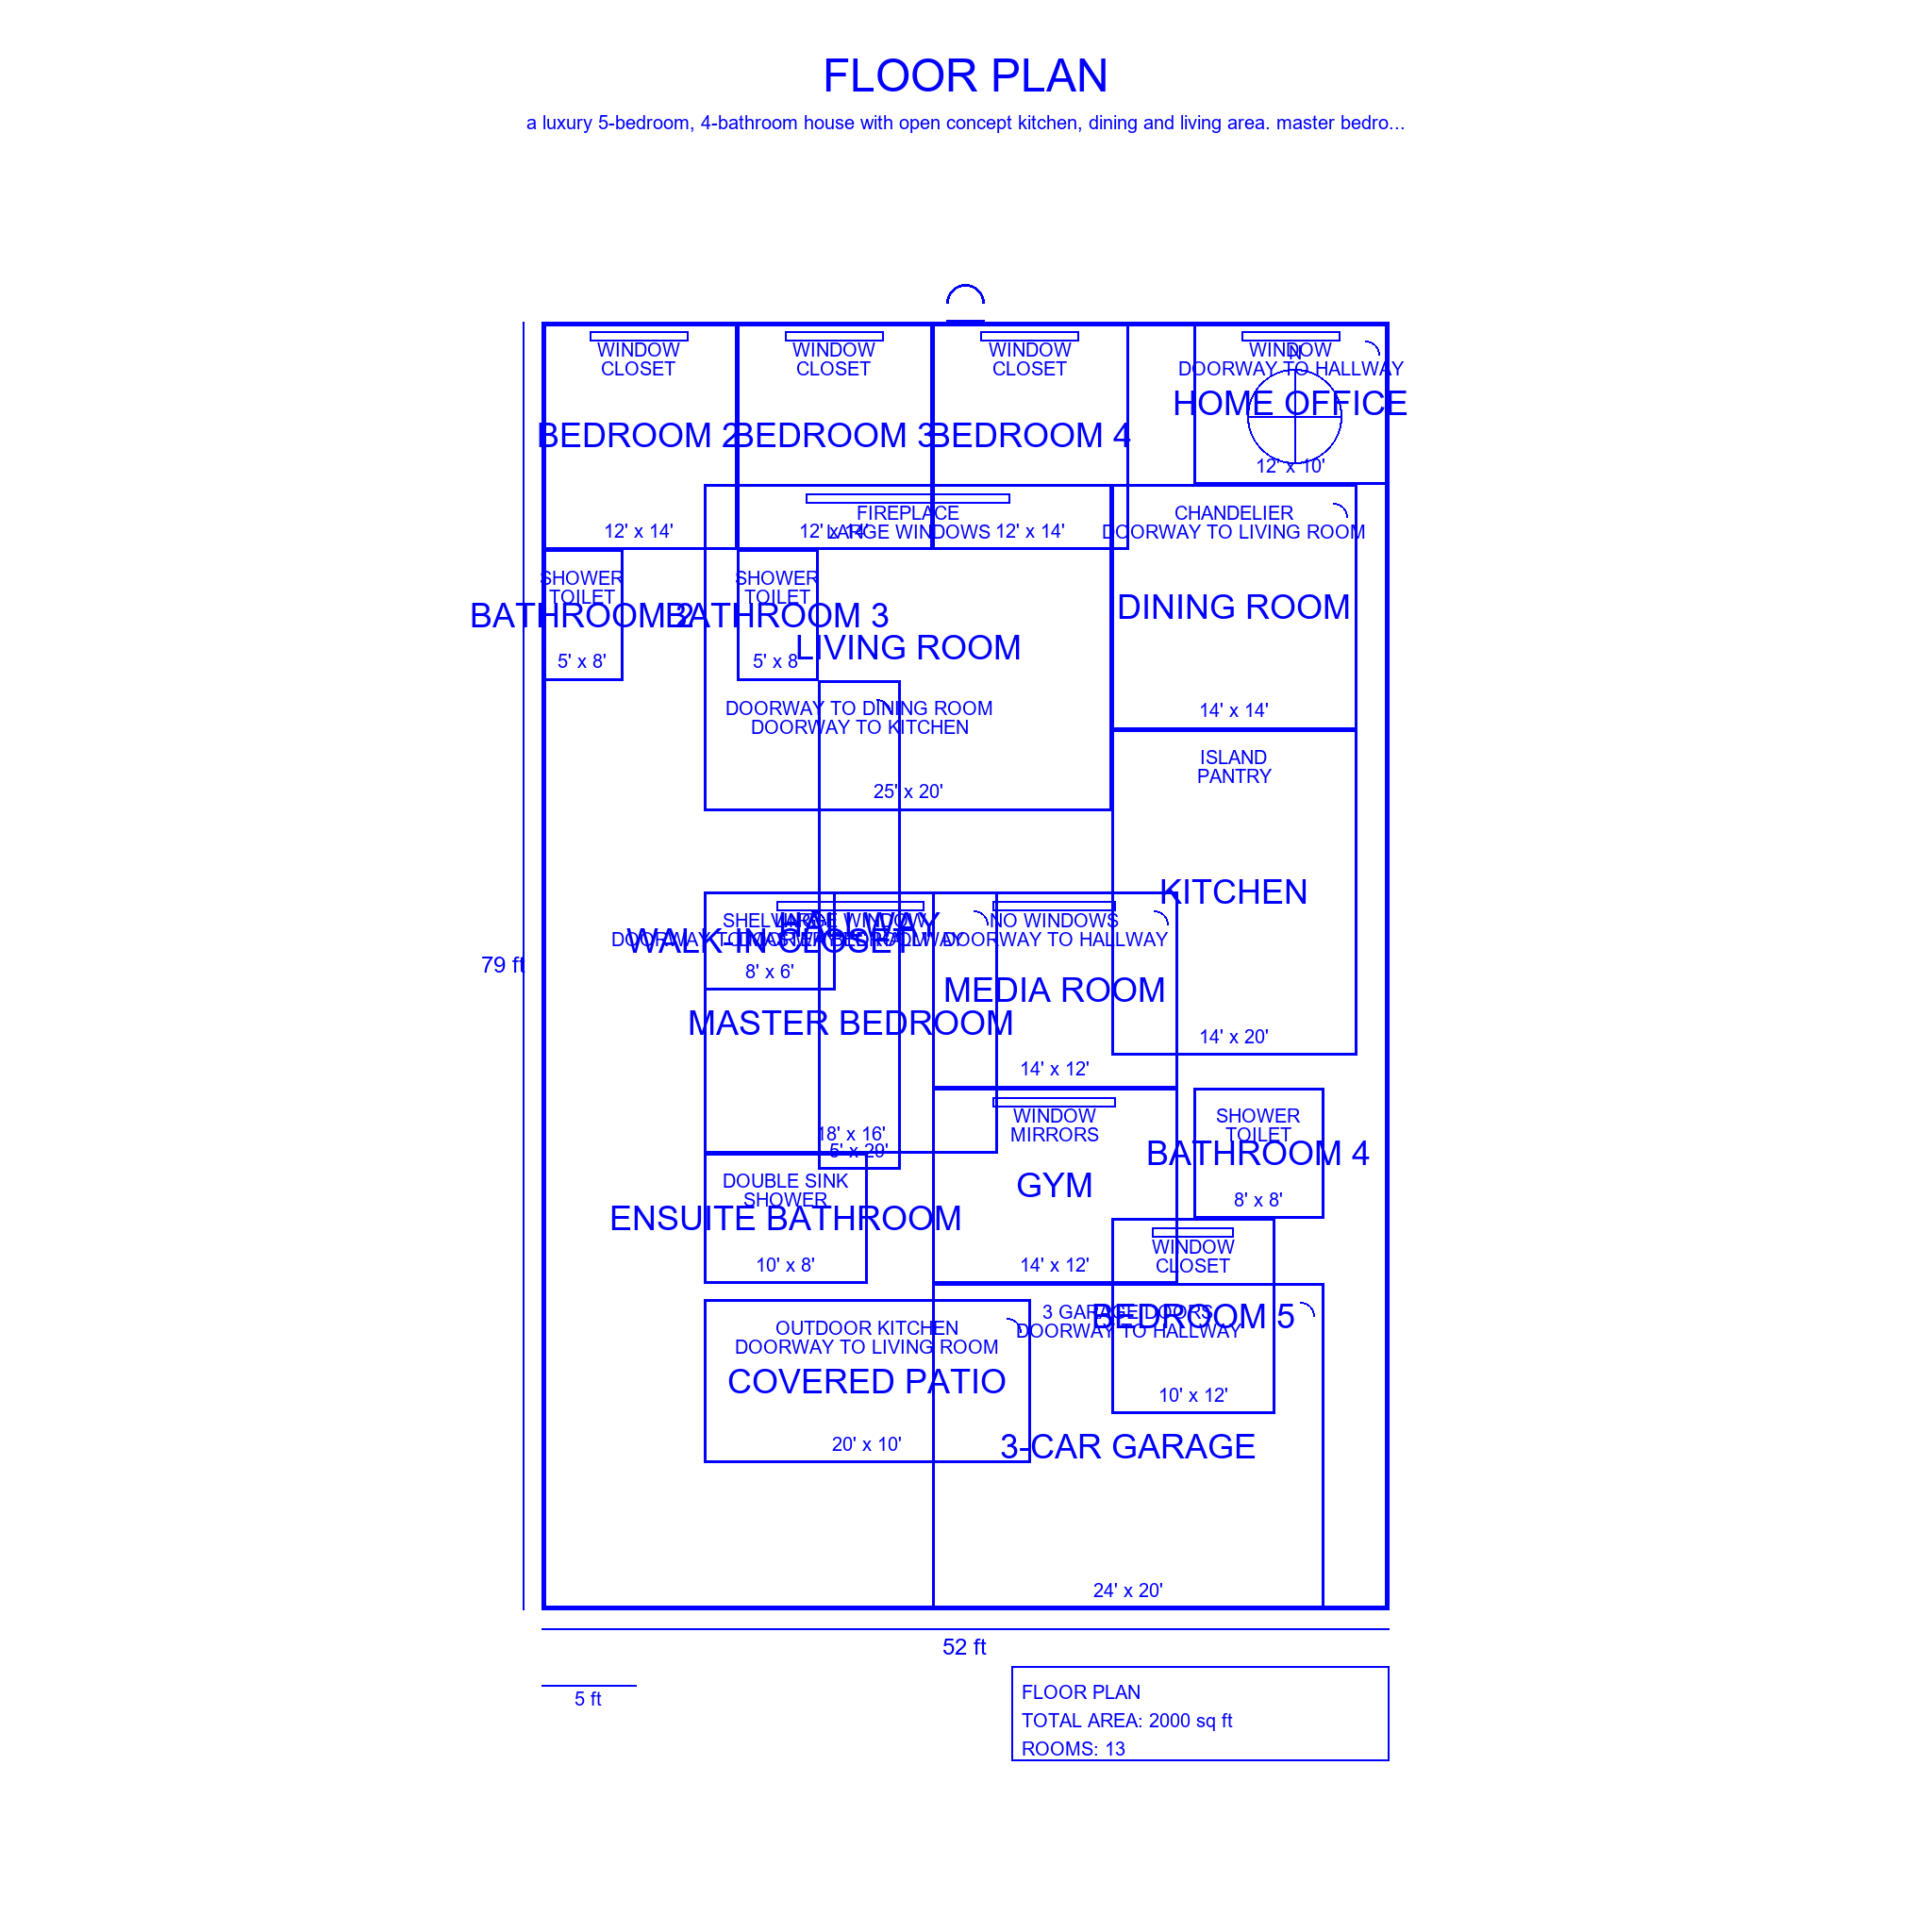 FLOOR PLAN
a luxury 5-bedroom, 4-bathroom house with open concept kitchen, dining and living area. master bedro...
WINDOW
CLOSET
BEDROOM 2
12' x 14'
WINDOW
CLOSET
BEDROOM 3
12' x 14'
WINDOW
CLOSET
BEDROOM 4
12' x 14'
WINDOW
N
DOORWAY TO HALLWAY
HOME OFFICE
12' x 10'
FIREPLACE
LARGE WINDOWS
LIVING ROOM
DOORWAY TO DINING ROOM
DOORWAY TO KITCHEN
25' x 20'
CHANDELIER
DOORWAY TO LIVING ROOM
DINING ROOM
14' x 14'
SHOWER
TOILET
BATHROOM 2
5' x 8'
SHOWER
TOILET
BATHROOM 3
5' x 8'
ISLAND
PANTRY
KITCHEN
14' x 20'
79 ft
SHELVING
DOORWAY TO MASTER BEDROOM
WALK-IN CLOSET
8' x 6'
LARGE WINDOW
DOORWAY TO HALLWAY
MASTER BEDROOM
18' x 16'
HALLWAY
NO WINDOWS
DOORWAY TO HALLWAY
MEDIA ROOM
14' x 12'
WINDOW
MIRRORS
GYM
14' x 12'
SHOWER
TOILET
BATHROOM 4
8' x 8'
DOUBLE SINK
SHOWER
ENSUITE BATHROOM
10' x 8'
WINDOW
CLOSET
BEDROOM 5
10' x 12'
OUTDOOR KITCHEN
DOORWAY TO LIVING ROOM
COVERED PATIO
20' x 10'
3 GARAGE DOORS
DOORWAY TO HALLWAY
3-CAR GARAGE
24' x 20'
52 ft
5 ft
FLOOR PLAN
TOTAL AREA: 2000 sq ft
ROOMS: 13